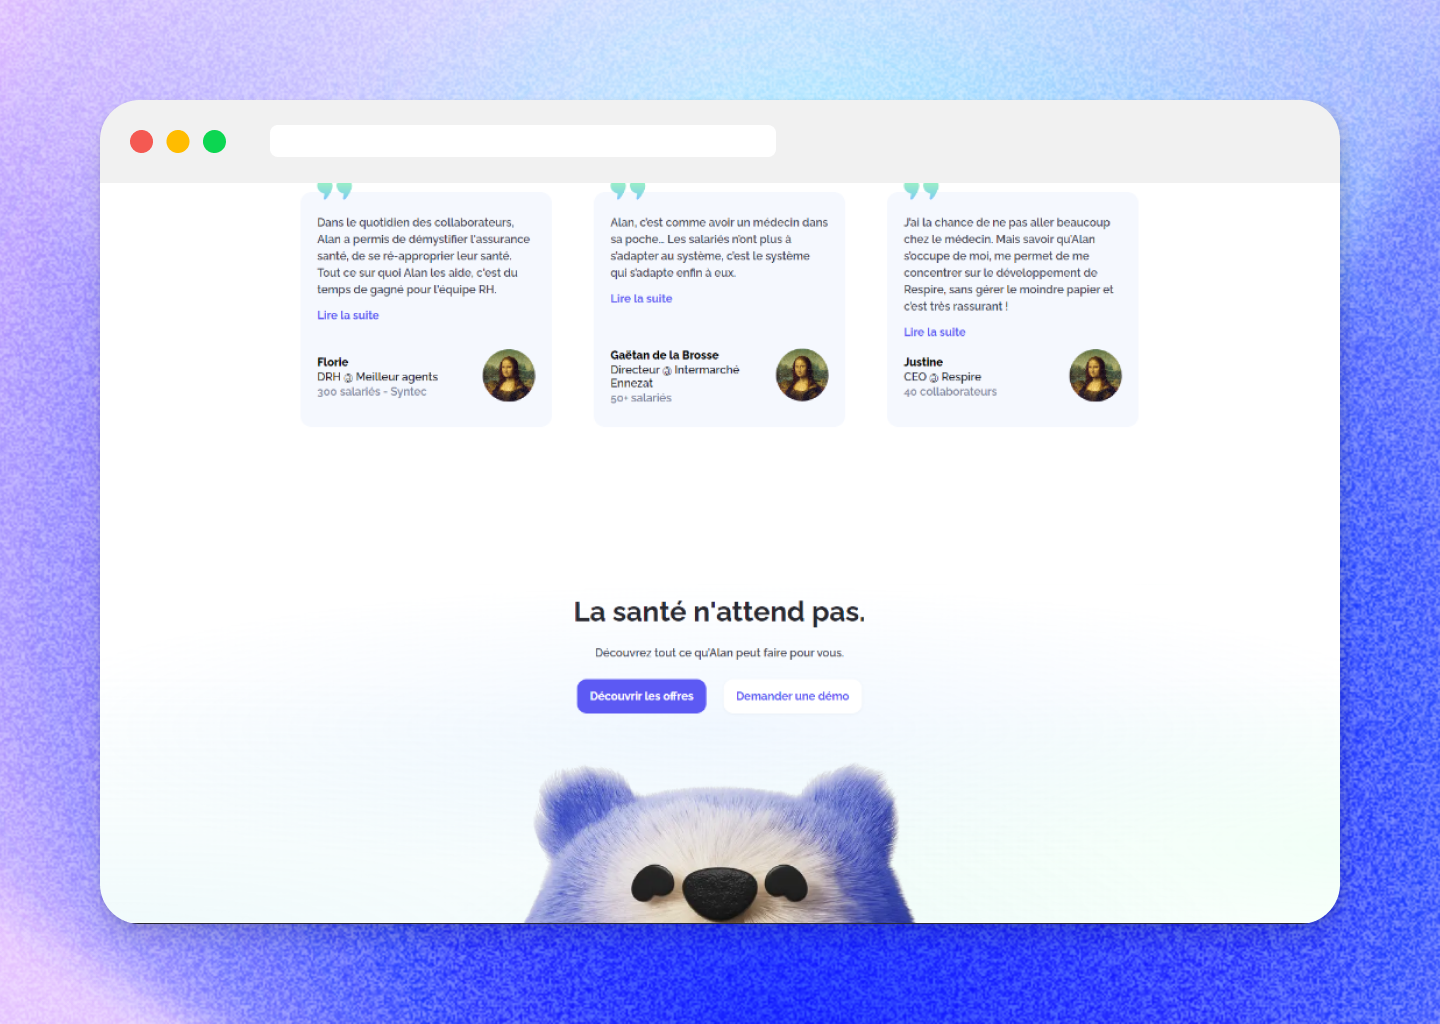 Dans le quotidien des collaborateurs,
Alan a permis de démystifier l'assurance
santé, de se ré-approprier leur santé.
Tout ce sur quoi Alan les aide, c'est du
temps de gagné pour l'équipe RH.
Lire la suite
Florie
DRH @ Meilleur agents
300 salariés - Syntec
Alan, c'est comme avoir un médecin dans
sa poche... Les salariés n'ont plus à
s'adapter au système, c'est le système
qui s'adapte enfin à eux.
Lire la suite
Gaëtan de la Brosse
Directeur @ Intermarché
Ennezat
50+ salariés
J'ai la chance de ne pas aller beaucoup
chez le médecin. Mais savoir qu'Alan
s'occupe de moi, me permet de me
concentrer sur le développement de
Respire, sans gérer le moindre papier et
c'est très rassurant !
Lire la suite
Justine
CEO @ Respire
40 collaborateurs
La santé n'attend pas.
Découvrez tout ce qu'Alan peut faire pour vous.
Découvrir les offres
Demander une démo